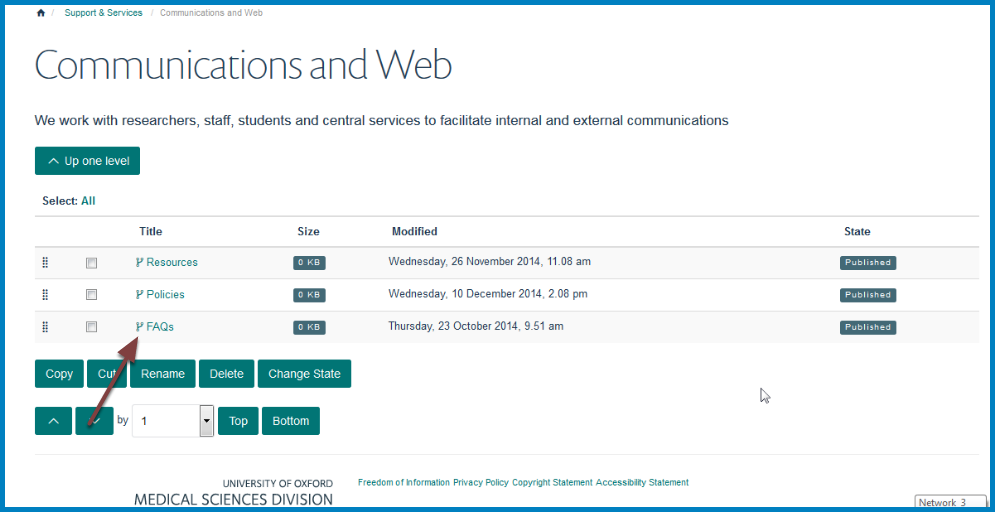 / Support & Services / Communications and Web
Communications and Web
We work with researchers, staff, students and central services to facilitate internal and external communications
Up one level
Select: All
Title Size Modified State
Resources 0 KB Wednesday, 26 November 2014, 11.08 am Published
Policies 0 KB Wednesday, 10 December 2014, 2.08 pm Published
FAQs 0 KB Thursday, 23 October 2014, 9.51 am Published
Copy Cut Rename Delete Change State
by 1 Top Bottom
UNIVERSITY OF OXFORD Freedom of Information Privacy Policy Copyright Statement Accessibility Statement
MEDICAL SCIENCES DIVISION
Network 3